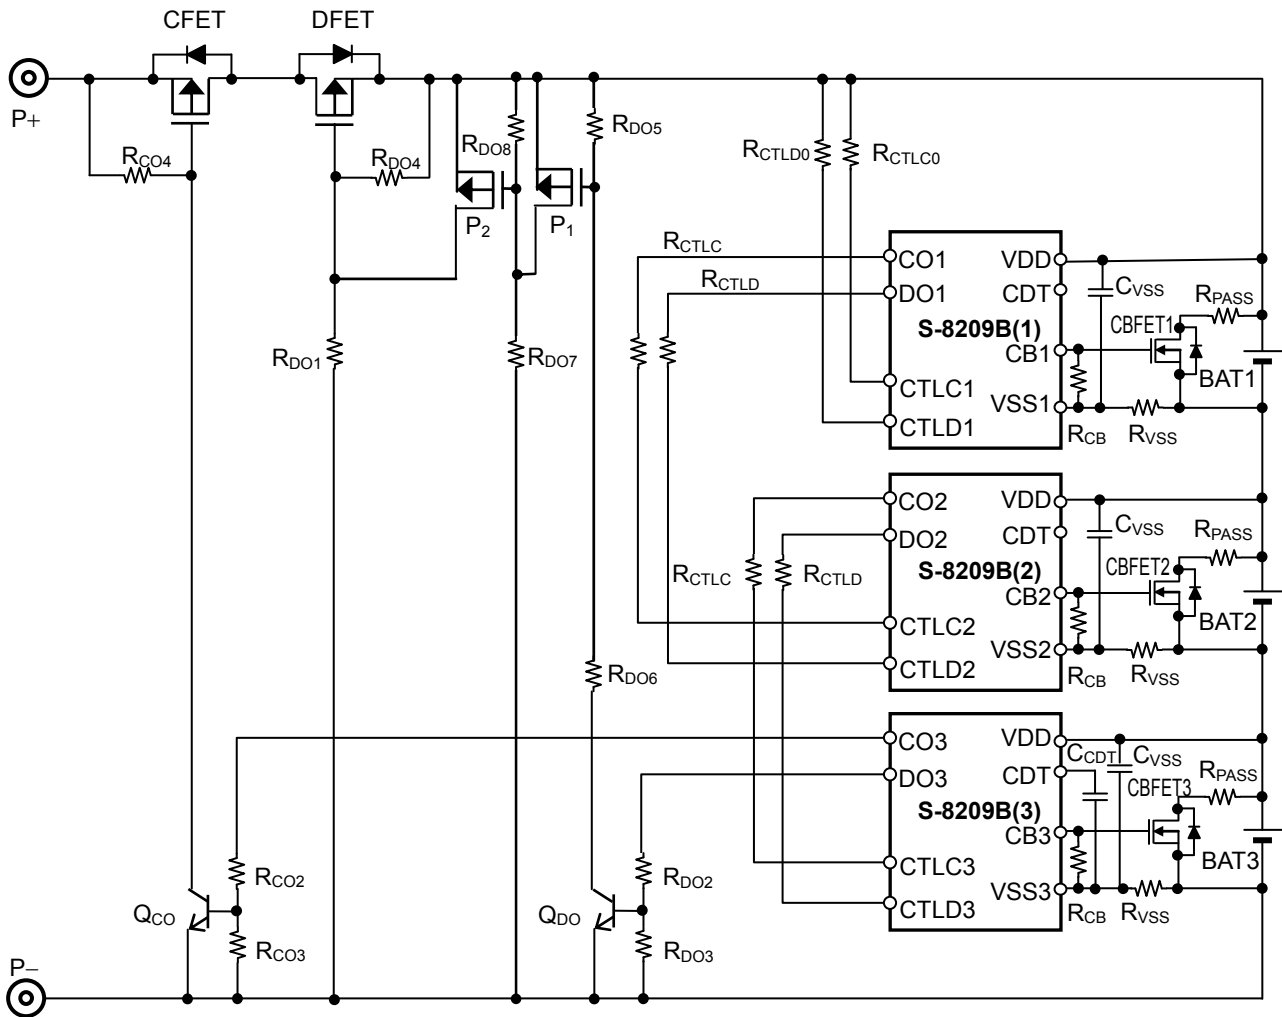 CFET DFET
P+
RCO4
RDO4
RDO8
RDO5
P2 P1
RCTLD0 RCTLC0
RCTLC
RCTLD
RDO1
RDO7
CO1 VDD
DO1 CDT
S-8209B(1)
CB1
CTLC1
VSS1
CTLD1
CVSS
RPASS
CBFET1
BAT1
RCB RVSS
RCTLC RCTLD
CO2 VDD
DO2 CDT
S-8209B(2)
CB2
CTLC2
VSS2
CTLD2
CVSS
RPASS
CBFET2
BAT2
RCB RVSS
RDO6
CO3 VDD
DO3 CDT
S-8209B(3)
CB3
CTLC3
VSS3
CTLD3
CCDT CVSS
RPASS
CBFET3
BAT3
RCB RVSS
RCO2
RDO2
QCO
QDO
RCO3
RDO3
P−